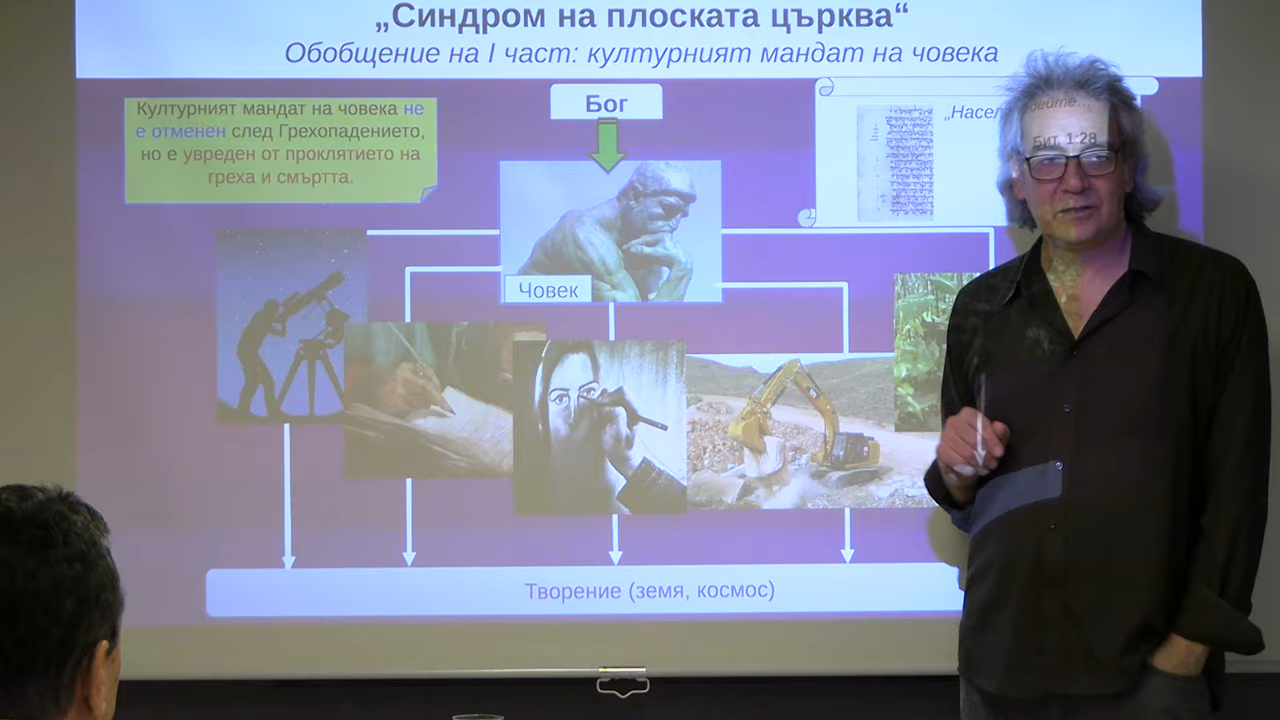 „Синдром на плоската църква“
Обобщение на I част: културният мандат на човека
Културният мандат на човека не
е отменен след Грехопадението,
но е увреден от проклятието на
греха и смъртта.
Бог
Бит. 1:28
Човек
Творение (земя, космос)